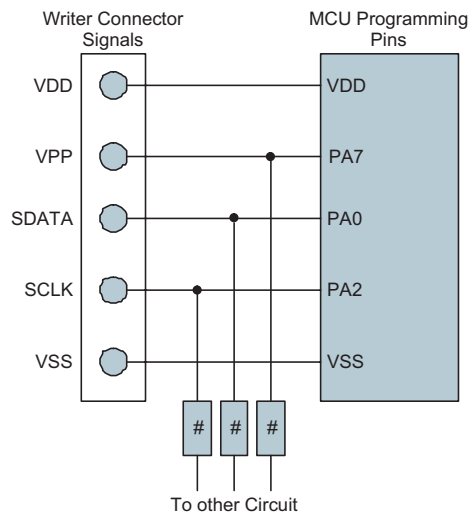 Writer Connector
Signals
MCU Programming
Pins
VDD
VDD
VPP
PA7
SDATA
PA0
SCLK
PA2
VSS
VSS
# # #
To other Circuit